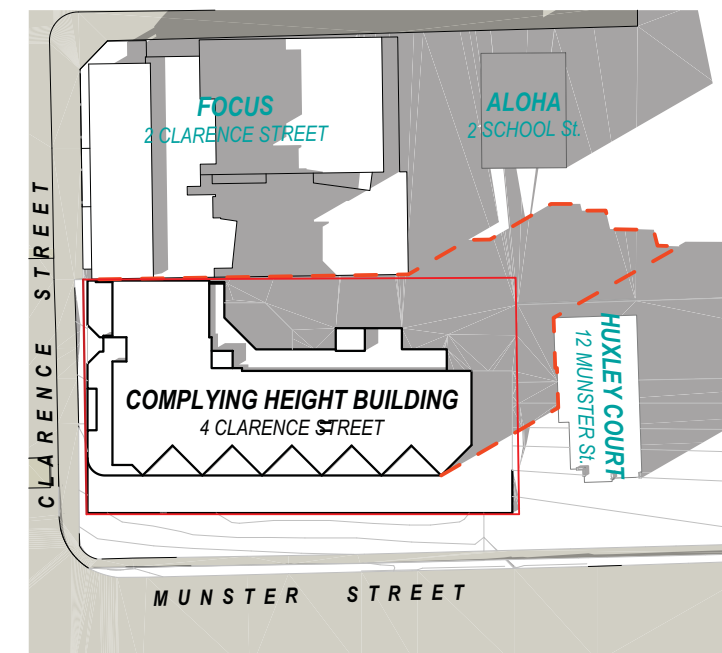 FOCUS
2 CLARENCE STREET
ALOHA
2 SCHOOL St.
CLARENCE STREET
HUXLEY COURT
12 MUNSTER St.
COMPLYING HEIGHT BUILDING
4 CLARENCE STREET
MUNSTER STREET